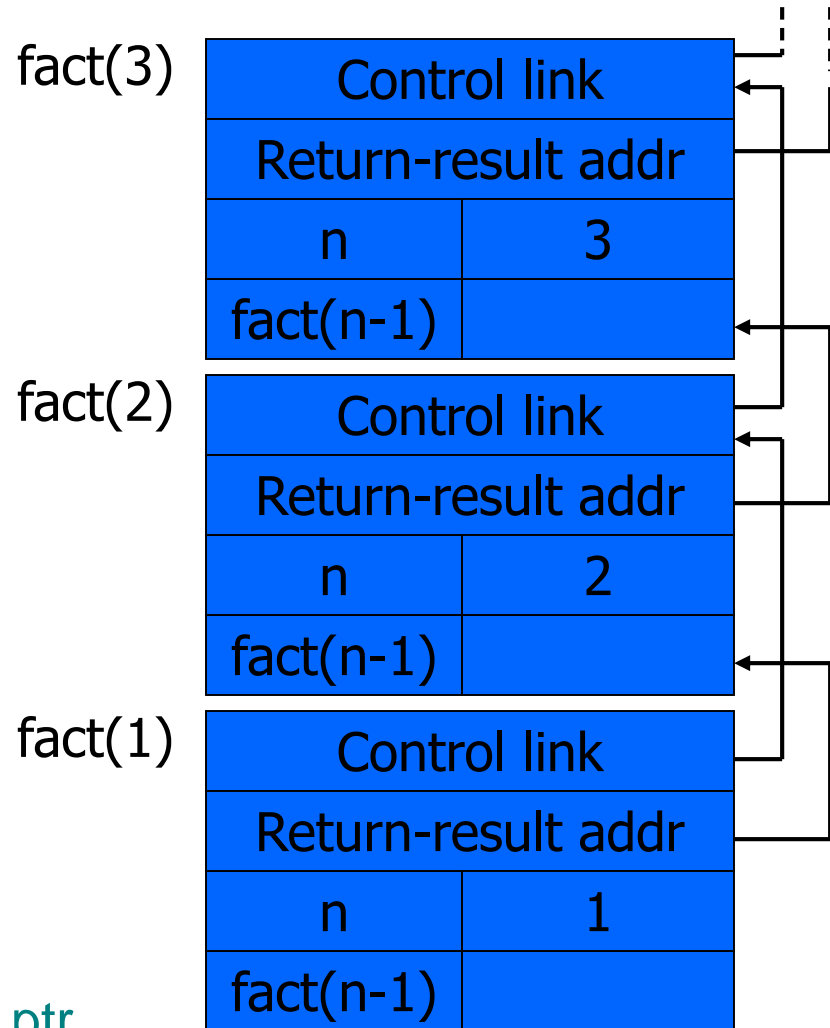 fact(3)
Control link
Return-result addr
n 3
fact(n-1)
fact(2)
Control link
Return-result addr
n 2
fact(n-1)
fact(1)
Control link
Return-result addr
n 1
fact(n-1)
ptr